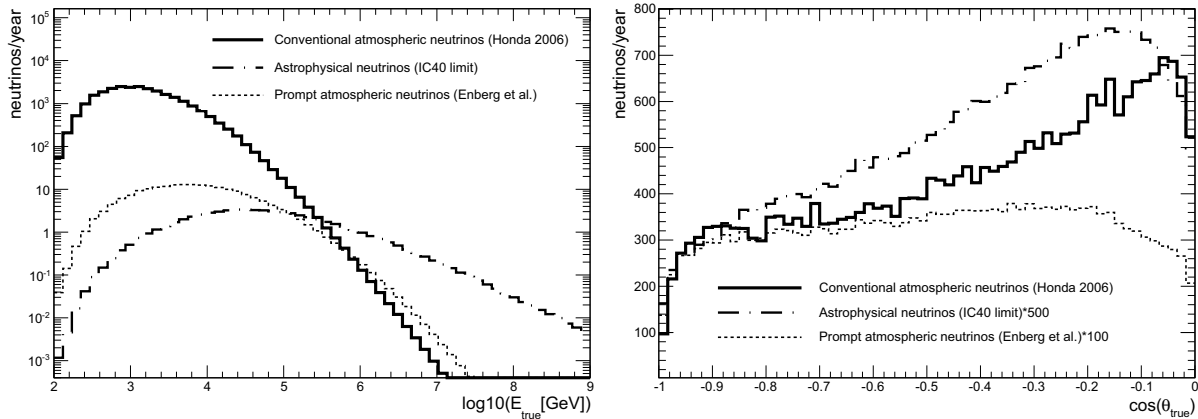 neutrinos/year
10^5
10^4
10^3
10^2
10
1
10^-1
10^-2
10^-3
Conventional atmospheric neutrinos (Honda 2006)
Astrophysical neutrinos (IC40 limit)
Prompt atmospheric neutrinos (Enberg et al.)
2 3 4 5 6 7 8 9
log10(E_true[GeV])
neutrinos/year
800
700
600
500
400
300
200
100
Conventional atmospheric neutrinos (Honda 2006)
Astrophysical neutrinos (IC40 limit)*500
Prompt atmospheric neutrinos (Enberg et al.)*100
-1 -0.9 -0.8 -0.7 -0.6 -0.5 -0.4 -0.3 -0.2 -0.1 0
cos(θ_true)